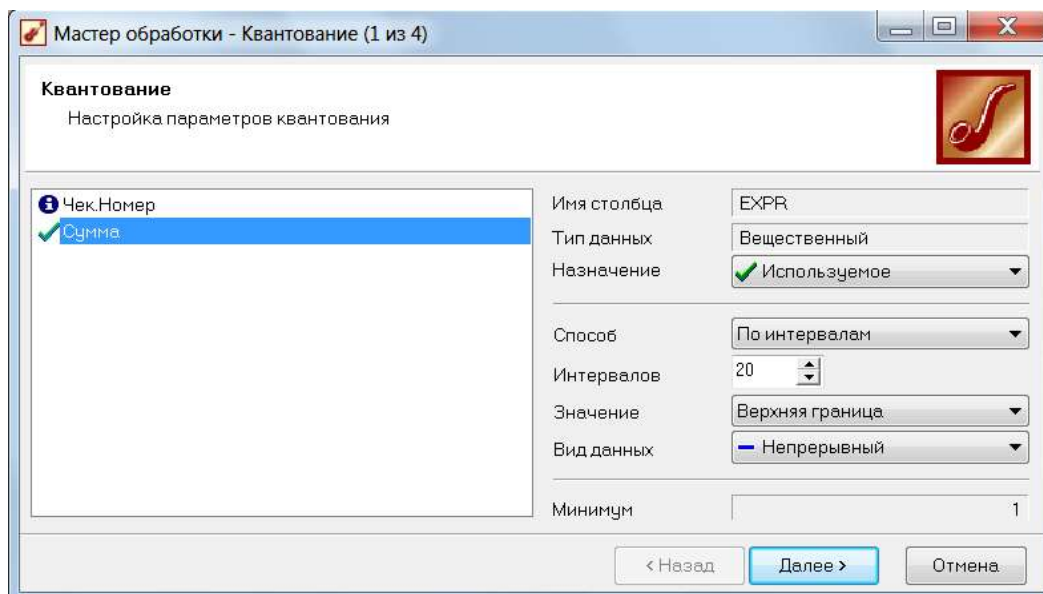 Мастер обработки - Квантование (1 из 4)
Квантование
Настройка параметров квантования
Чек.Номер
Сумма
Имя столбца EXPR
Тип данных Вещественный
Назначение Используемое
Способ По интервалам
Интервалов 20
Значение Верхняя граница
Вид данных Непрерывный
Минимум 1
< Назад Далее > Отмена